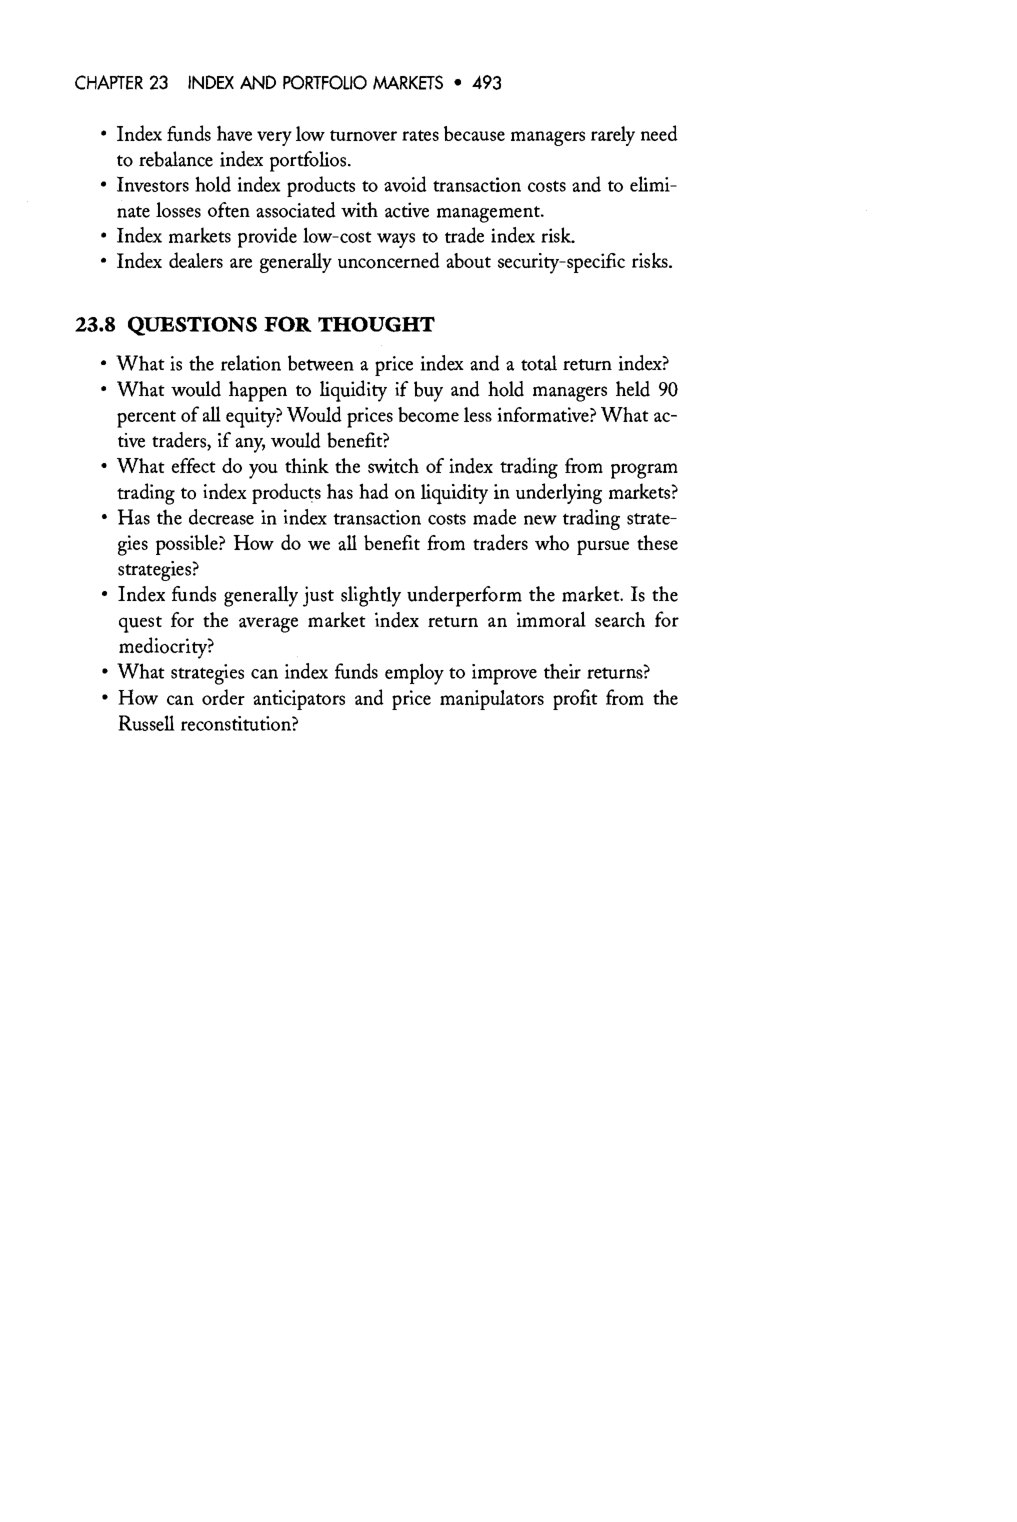 CHAPTER 23 INDEX AND PORTFOLIO MARKETS • 493
• Index funds have very low turnover rates because managers rarely need
to rebalance index portfolios.
• Investors hold index products to avoid transaction costs and to elimi-
nate losses often associated with active management.
• Index markets provide low-cost ways to trade index risk.
• Index dealers are generally unconcerned about security-specific risks.
23.8 QUESTIONS FOR THOUGHT
• What is the relation between a price index and a total return index?
• What would happen to liquidity if buy and hold managers held 90
percent of all equity? Would prices become less informative? What ac-
tive traders, if any, would benefit?
• What effect do you think the switch of index trading from program
trading to index products has had on liquidity in underlying markets?
• Has the decrease in index transaction costs made new trading strate-
gies possible? How do we all benefit from traders who pursue these
strategies?
• Index funds generally just slightly underperform the market. Is the
quest for the average market index return an immoral search for
mediocrity?
• What strategies can index funds employ to improve their returns?
• How can order anticipators and price manipulators profit from the
Russell reconstitution?